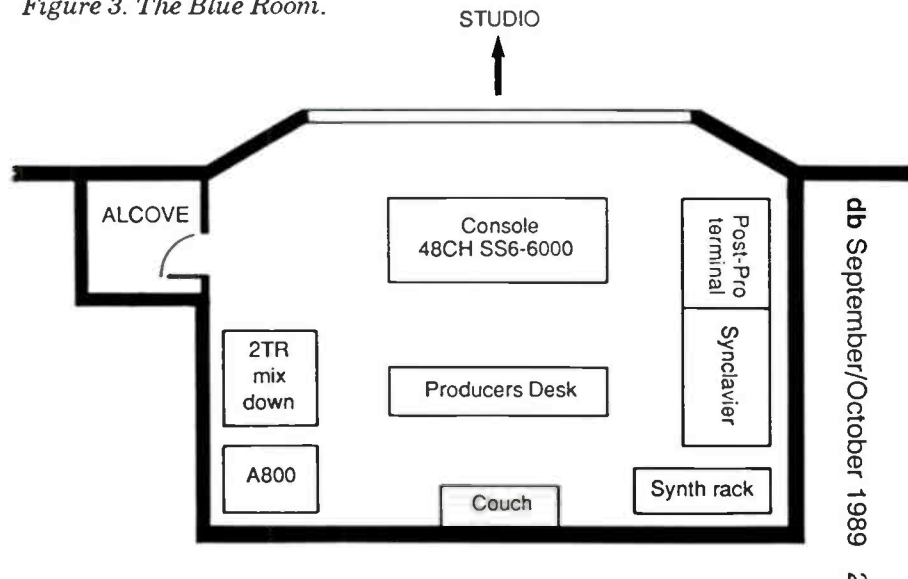 Figure 3. The Blue Room.
STUDIO
ALCOVE
Console
48CH SS6-6000
Post-Pro
terminal
2TR
mix
down
Synclavier
Producers Desk
A800
Couch
Synth rack
db September/October 1989